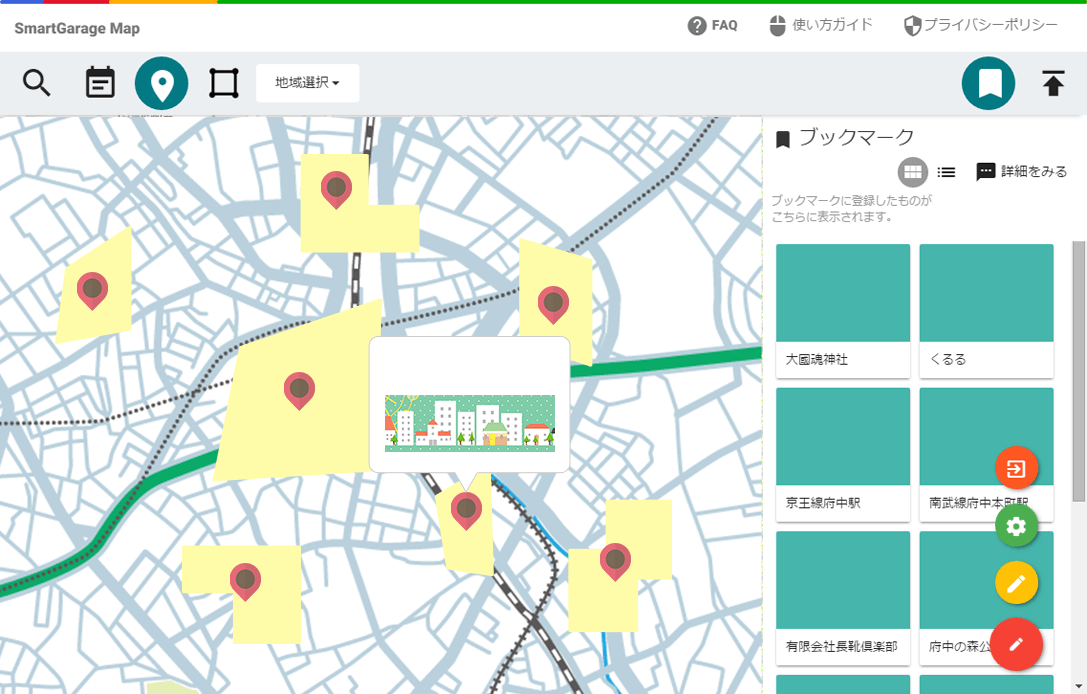 SmartGarage Map
FAQ
使い方ガイド
プライバシーポリシー
地域選択
ブックマーク
詳細をみる
ブックマークに登録したものが
こちらに表示されます。
大國魂神社
くるる
京王線府中駅
南武線府中本町駅
有限会社長靴倶楽部
府中の森公